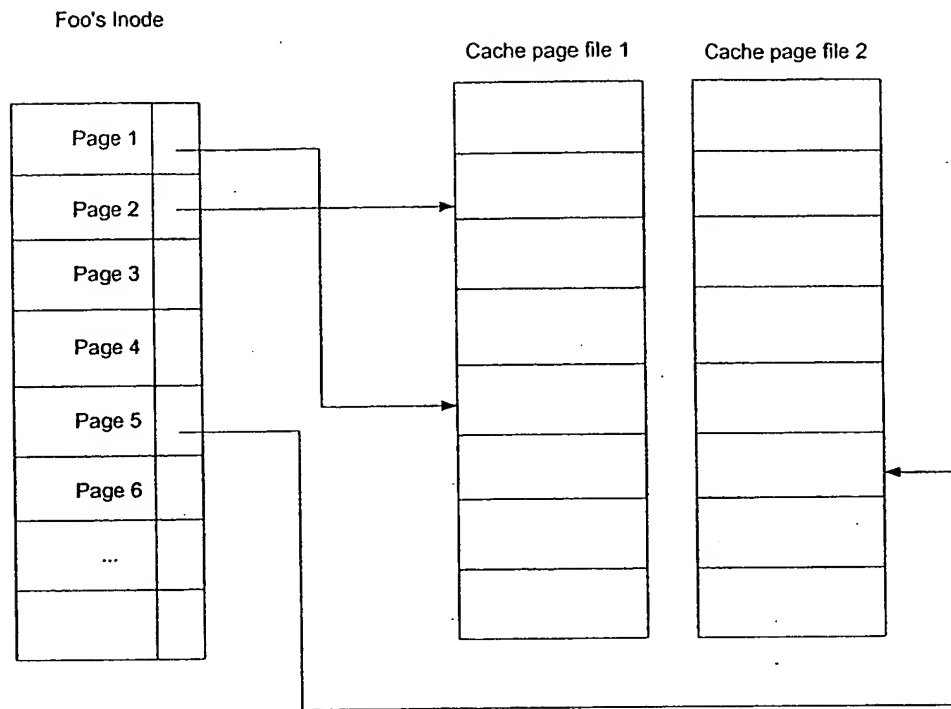 Foo's Inode
Cache page file 1
Cache page file 2
Page 1
Page 2
Page 3
Page 4
Page 5
Page 6
...